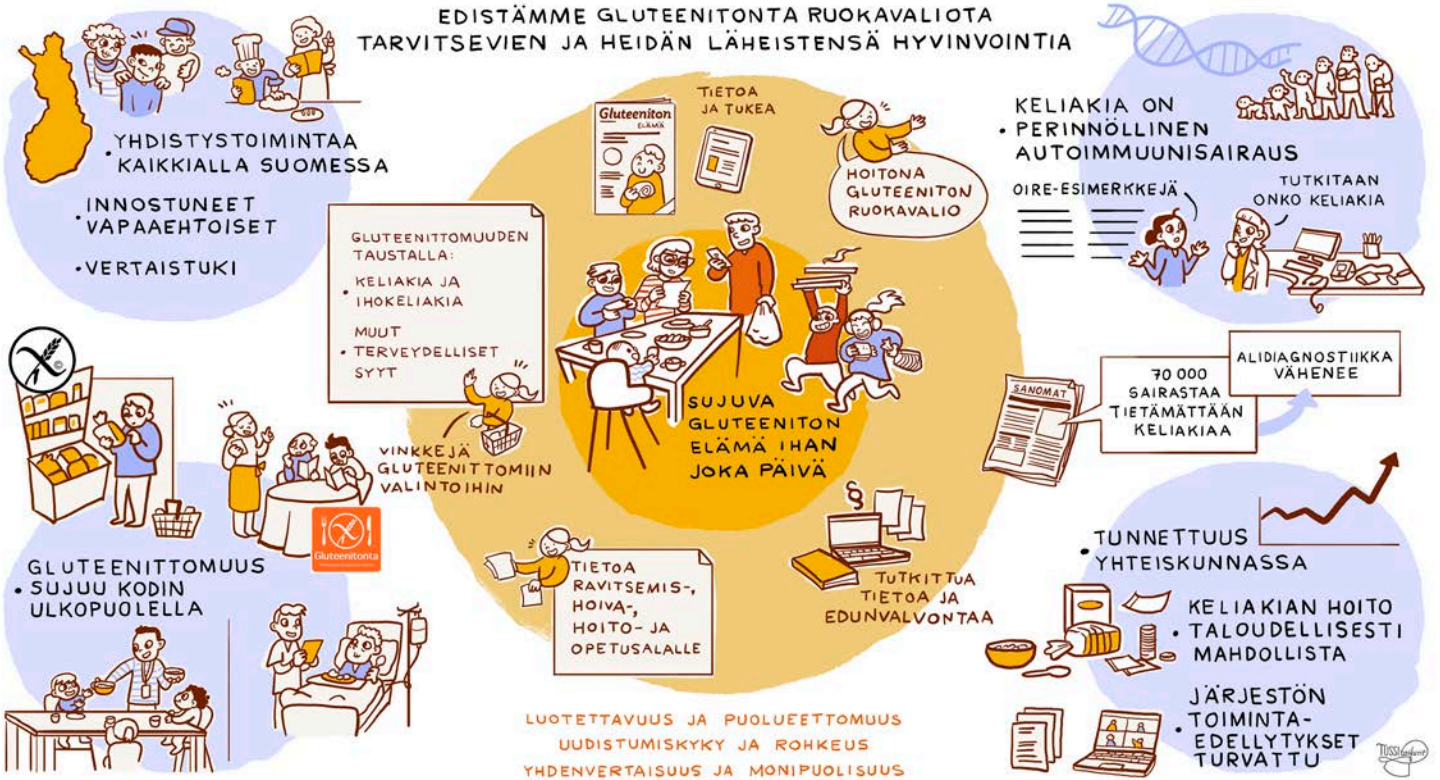 EDISTÄMME GLUTEENITONTA RUOKAVALIOTA
TARVITSEVIEN JA HEIDÄN LÄHEISTENSÄ HYVINVOINTIA
• YHDISTYSTOIMINTAA
KAIKKIALLA SUOMESSA
• INNOSTUNEET
VAPAAEHTOISET
• VERTAISTUKI
GLUTEENITTOMUUDEN
TAUSTALLA:
• KELIAKIA JA
IHOKELIAKIA
• MUUT
TERVEYDELLISET
SYYT
Gluteeniton
ELÄMÄ
TIETOA
JA TUKEA
HOITONA
GLUTEENITON
RUOKAVALIO
• KELIAKIA ON
PERINNÖLLINEN
AUTOIMMUUNISAIRAUS
OIRE-ESIMERKKEJÄ
TUTKITAAN
ONKO KELIAKIA
SANOMAT
70 000
SAIRASTAA
TIETÄMÄTTÄÄN
KELIAKIAA
ALIDIAGNOSTIIKKA
VÄHENEE
SUJUVA
GLUTEENITON
ELÄMÄ IHAN
JOKA PÄIVÄ
VINKKEJÄ
GLUTEENITTOMIIN
VALINTOIHIN
©
Gluteenitonta
• GLUTEENITTOMUUS
SUJUU KODIN
ULKOPUOLELLA
TIETOA
RAVITSEMIS-,
HOIVA-,
HOITO- JA
OPETUSALALLE
§
TUTKITTUA
TIETOA JA
EDUNVALVONTAA
• TUNNETTUUS
YHTEISKUNNASSA
• KELIAKIAN HOITO
TALOUDELLISESTI
MAHDOLLISTA
• JÄRJESTÖN
TOIMINTA-
EDELLYTYKSET
TURVATTU
LUOTETTAVUUS JA PUOLUEETTOMUUS
UUDISTUMISKYKY JA ROHKEUS
YHDENVERTAISUUS JA MONIPUOLISUUS
TUSSI